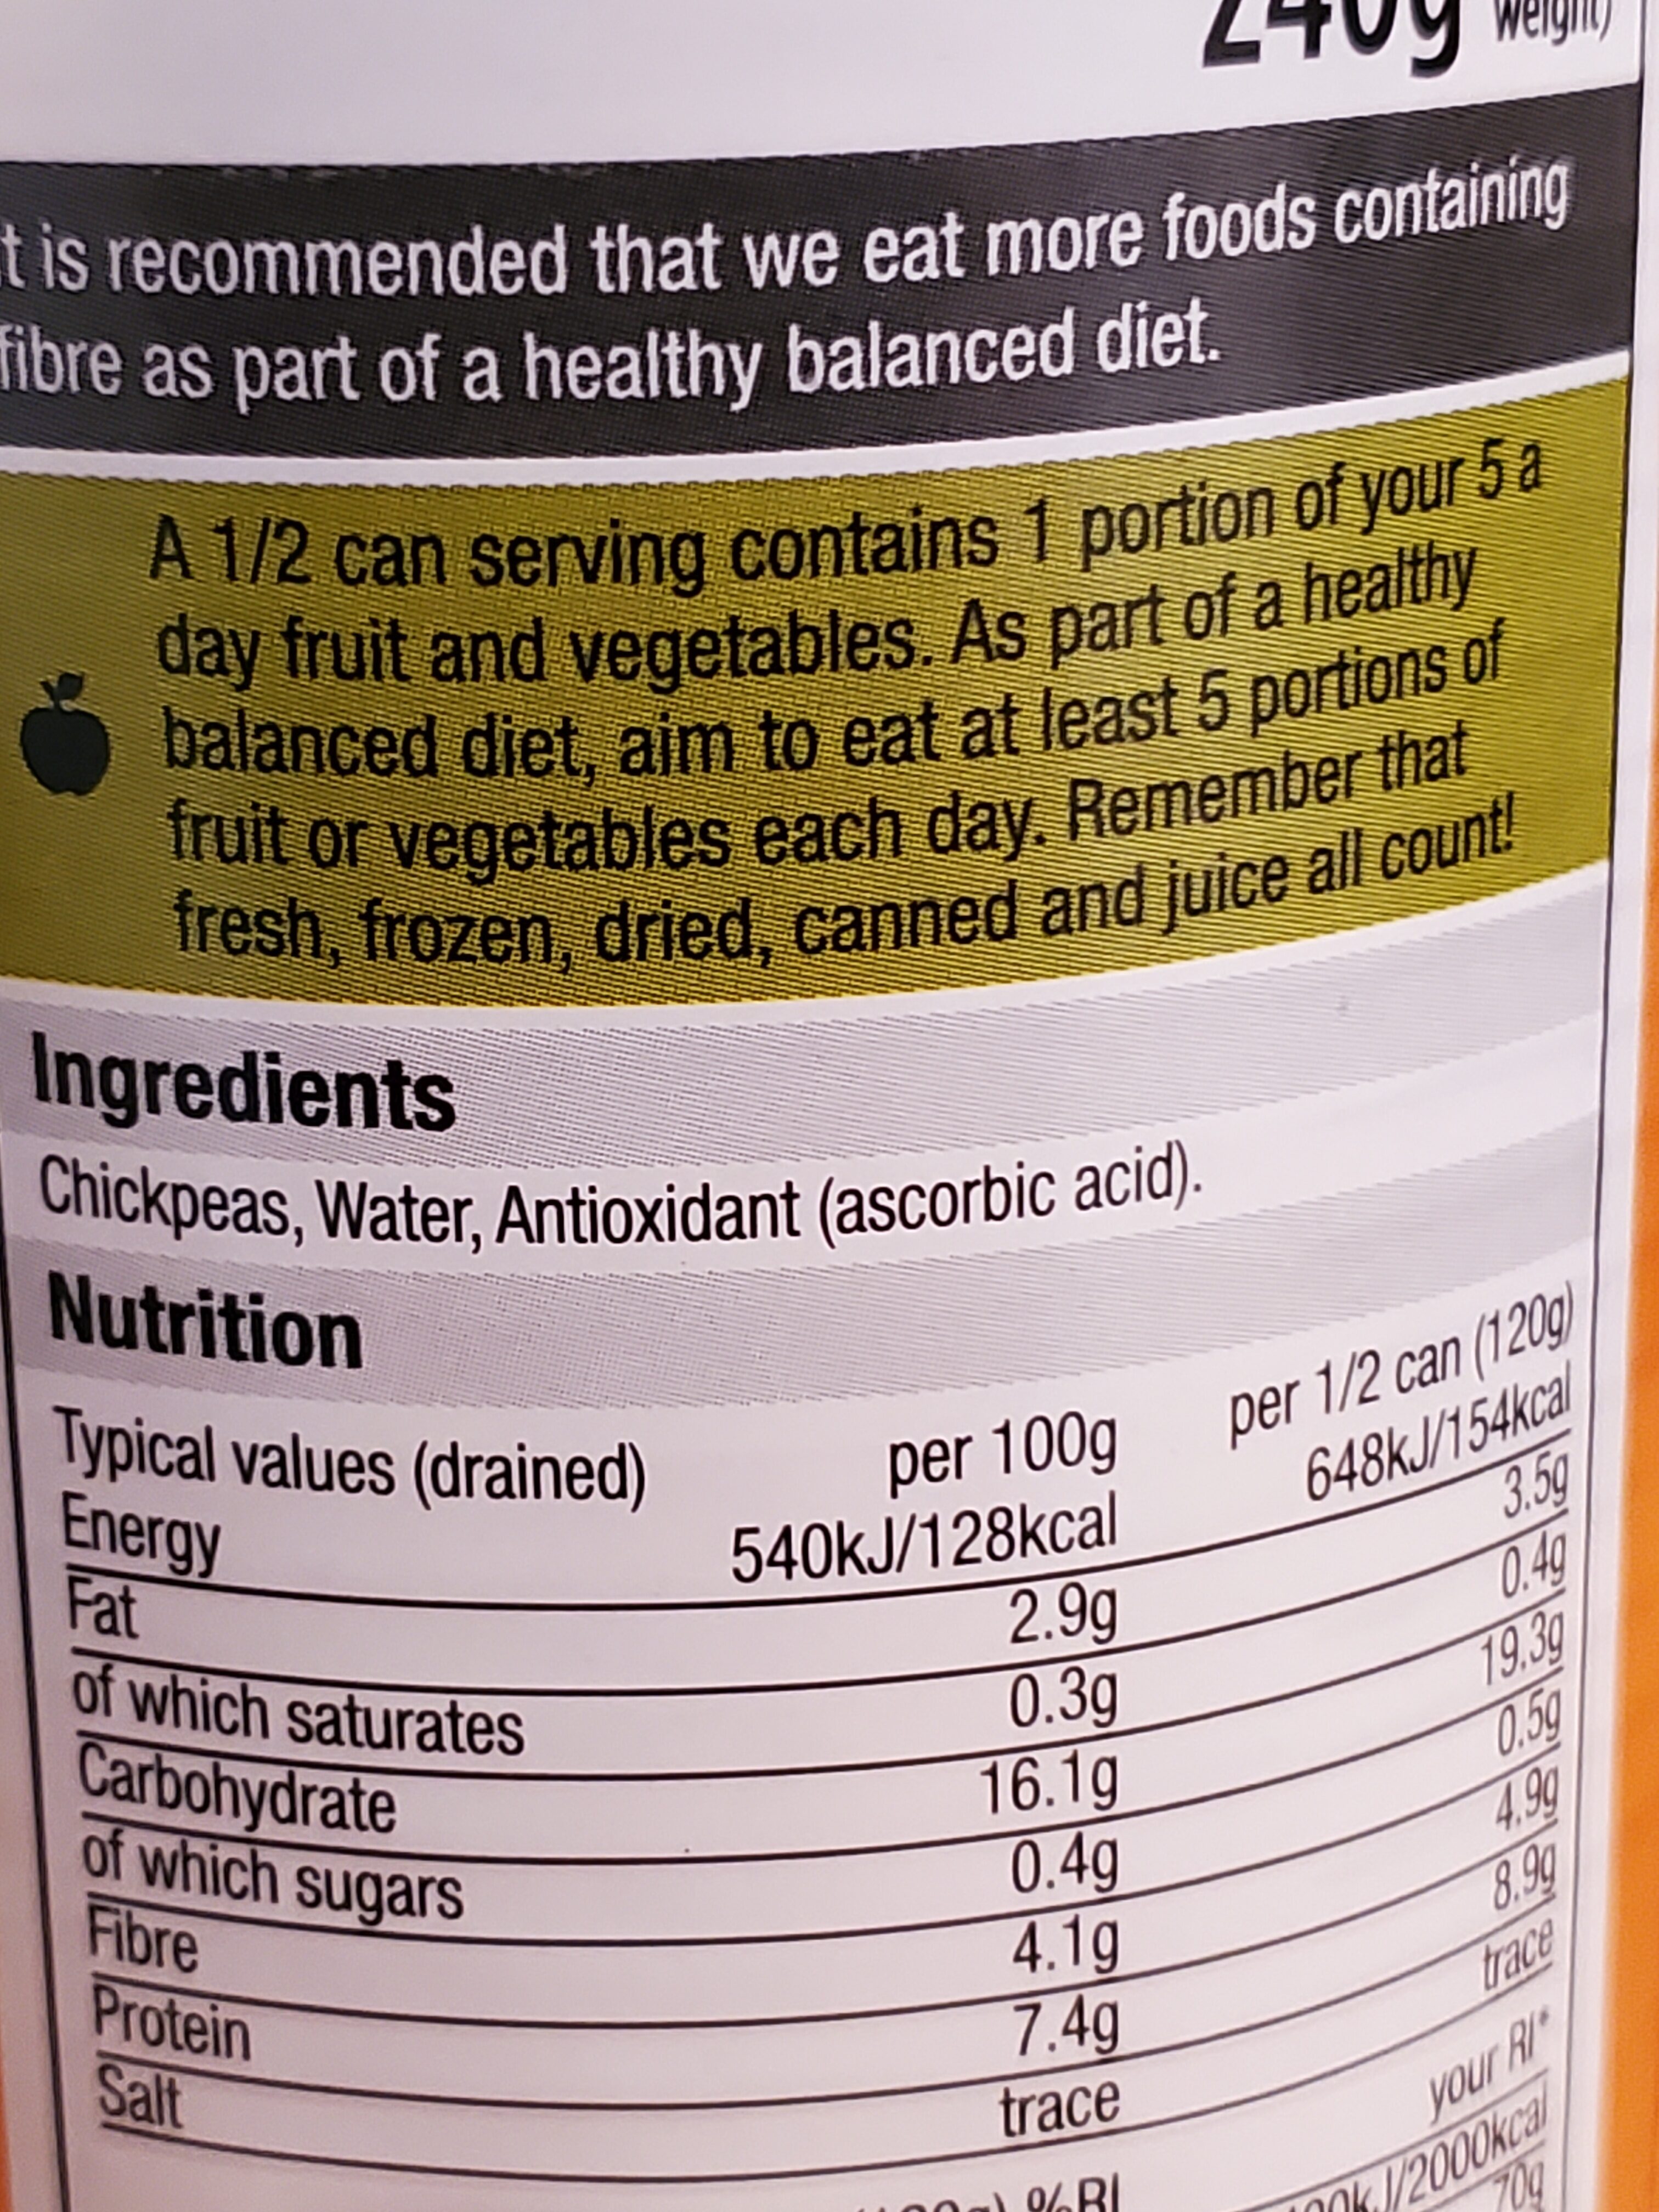 240g weight)
t is recommended that we eat more foods containing
fibre as part of a healthy balanced diet.
A 1/2 can serving contains 1 portion of your 5 a
day fruit and vegetables. As part of a healthy
balanced diet, aim to eat at least 5 portions of
fruit or vegetables each day. Remember that
fresh, frozen, dried, canned and juice all count!
Ingredients
Chickpeas, Water, Antioxidant (ascorbic acid).
Nutrition
Typical values (drained) per 100g per 1/2 can (120g)
Energy 540kJ/128kcal 648kJ/154kcal
Fat 2.9g 3.5g
of which saturates 0.3g 0.4g
Carbohydrate 16.1g 19.3g
of which sugars 0.4g 0.5g
Fibre 4.1g 4.9g
Protein 7.4g 8.9g
Salt trace trace
%RI your RI*
kJ/2000kcal
70g